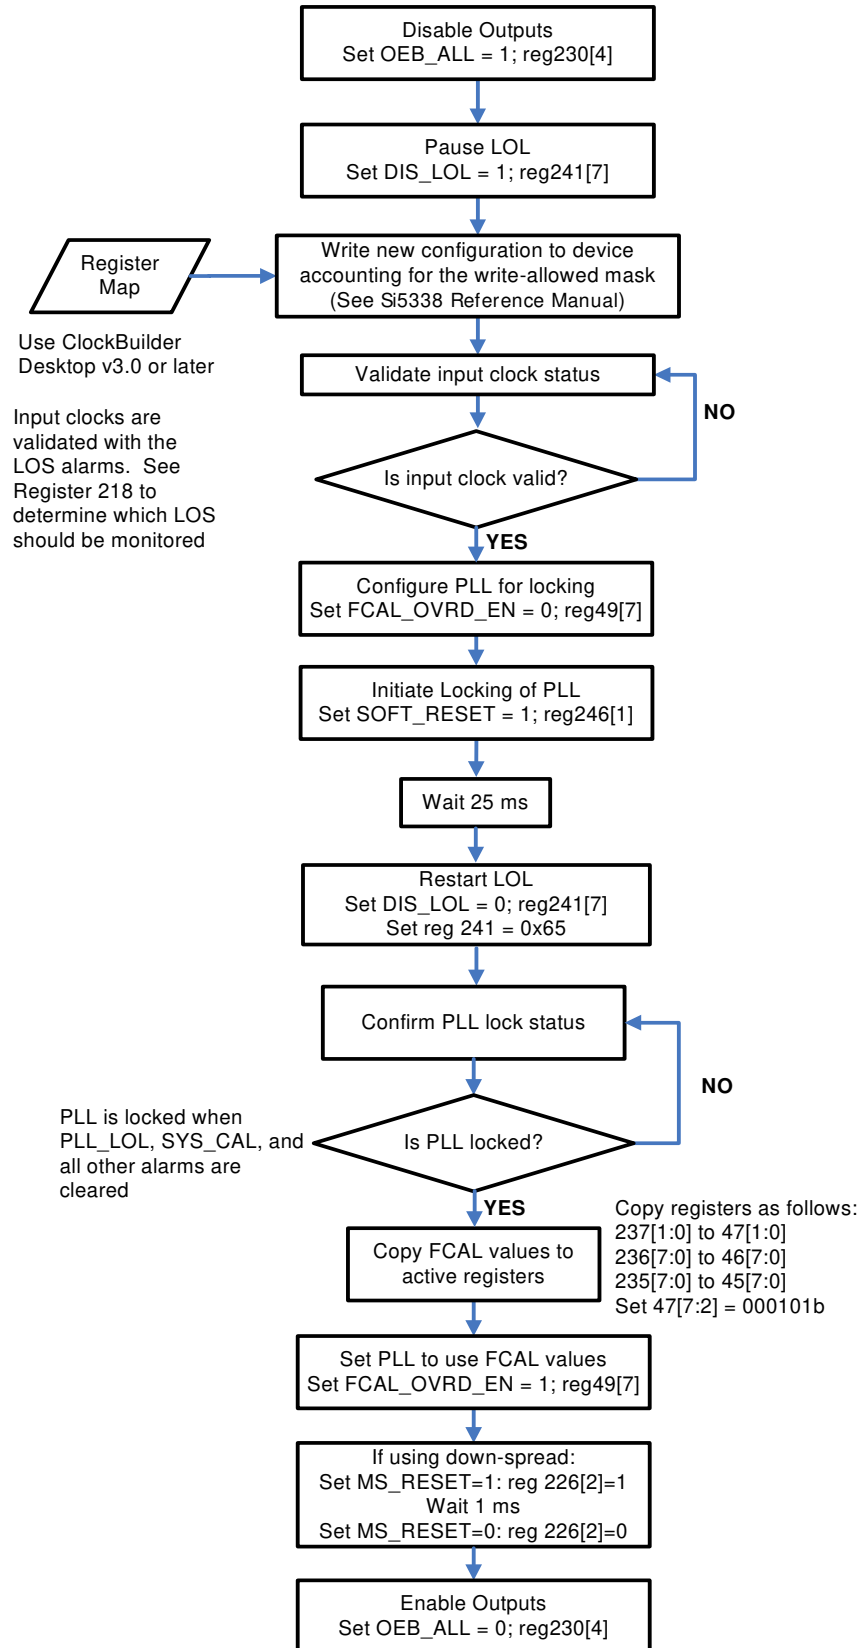 Disable Outputs
Set OEB_ALL = 1; reg230[4]
Pause LOL
Set DIS_LOL = 1; reg241[7]
Register
Map
Write new configuration to device
accounting for the write-allowed mask
(See Si5338 Reference Manual)
Use ClockBuilder
Desktop v3.0 or later
Validate input clock status
NO
Input clocks are
validated with the
LOS alarms.  See
Register 218 to
determine which LOS
should be monitored
Is input clock valid?
YES
Configure PLL for locking
Set FCAL_OVRD_EN = 0; reg49[7]
Initiate Locking of PLL
Set SOFT_RESET = 1; reg246[1]
Wait 25 ms
Restart LOL
Set DIS_LOL = 0; reg241[7]
Set reg 241 = 0x65
Confirm PLL lock status
NO
PLL is locked when
PLL_LOL, SYS_CAL, and
all other alarms are
cleared
Is PLL locked?
YES
Copy FCAL values to
active registers
Copy registers as follows:
237[1:0] to 47[1:0]
236[7:0] to 46[7:0]
235[7:0] to 45[7:0]
Set 47[7:2] = 000101b
Set PLL to use FCAL values
Set FCAL_OVRD_EN = 1; reg49[7]
If using down-spread:
Set MS_RESET=1: reg 226[2]=1
Wait 1 ms
Set MS_RESET=0: reg 226[2]=0
Enable Outputs
Set OEB_ALL = 0; reg230[4]